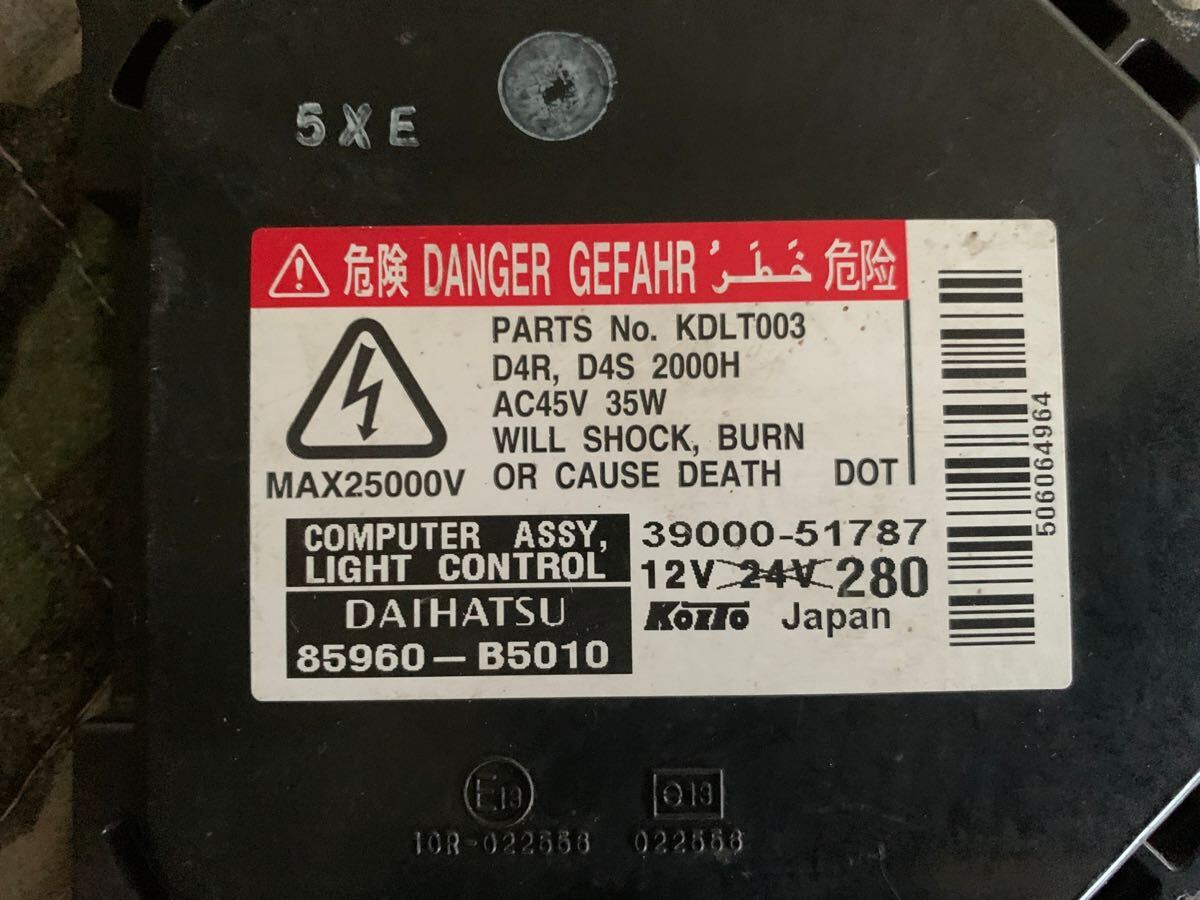 5XE
危険 DANGER GEFAHR خَطَرُ 危险
PARTS No. KDLT003
D4R, D4S 2000H
AC45V 35W
WILL SHOCK, BURN
OR CAUSE DEATH DOT
MAX25000V
COMPUTER ASSY,
LIGHT CONTROL
DAIHATSU
85960-B5010
39000-51787
12V 24V 280
KOITO Japan
506064964
E13
10R-022556
e13
022556